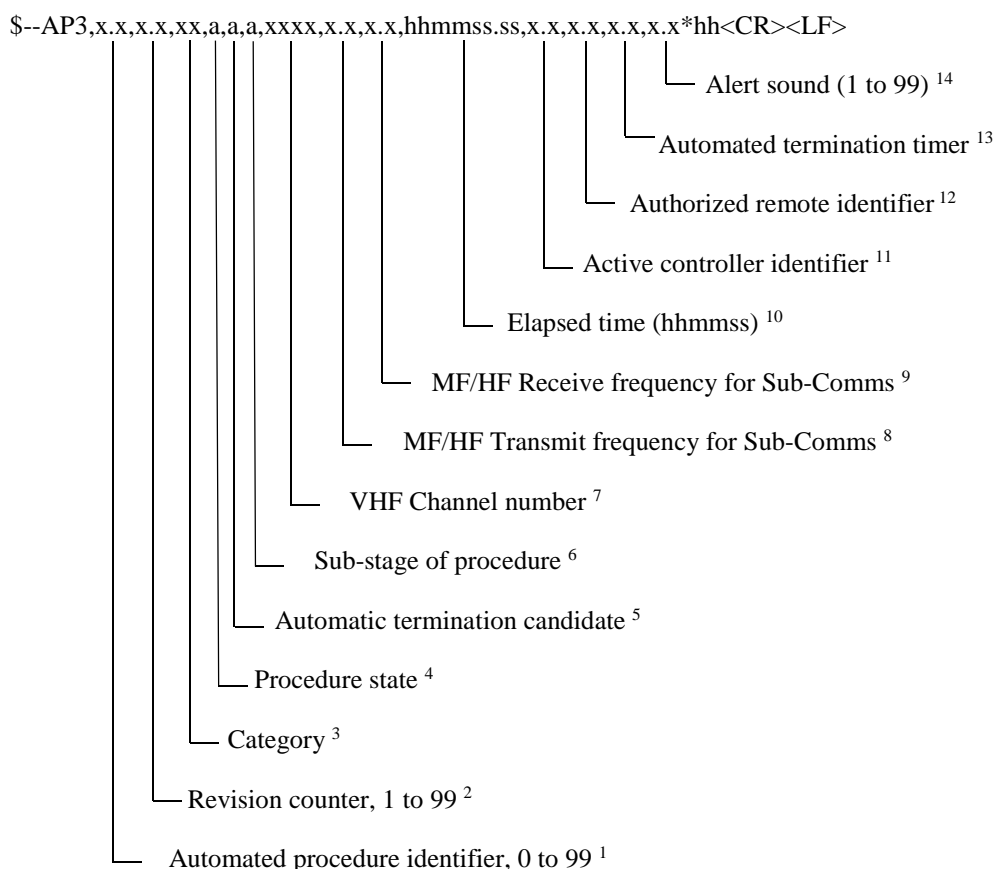 $--AP3,x.x,x.x,xx,a,a,a,xxxx,x.x,x.x,hhmmss.ss,x.x,x.x,x.x,x.x*hh<CR><LF>
Alert sound (1 to 99) 14
Automated termination timer 13
Authorized remote identifier 12
Active controller identifier 11
Elapsed time (hhmmss) 10
MF/HF Receive frequency for Sub-Comms 9
MF/HF Transmit frequency for Sub-Comms 8
VHF Channel number 7
Sub-stage of procedure 6
Automatic termination candidate 5
Procedure state 4
Category 3
Revision counter, 1 to 99 2
Automated procedure identifier, 0 to 99 1